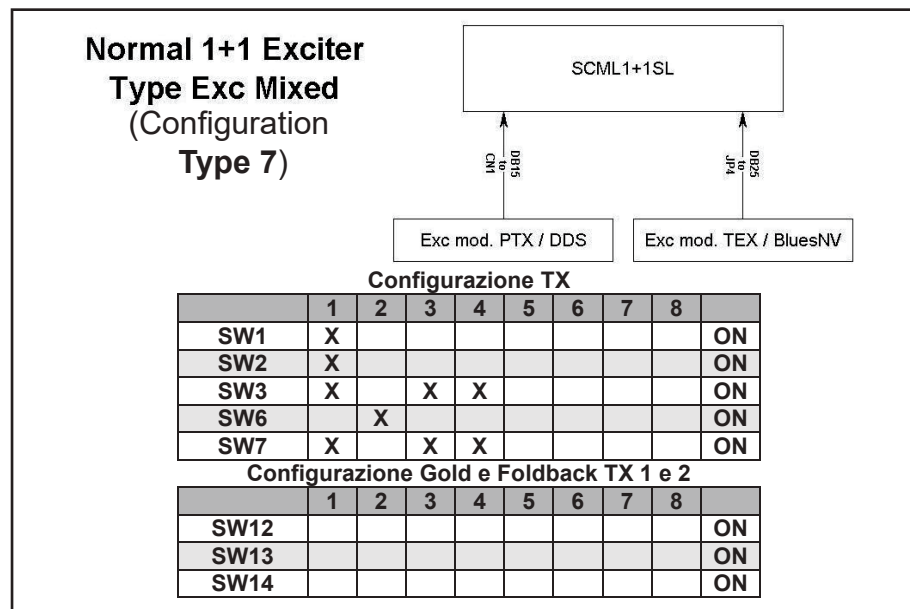 Normal 1+1 Exciter
Type Exc Mixed
(Configuration
Type 7)
SCML1+1SL
DB15
to
CN1
DB25
to
JP4
Exc mod. PTX / DDS
Exc mod. TEX / BluesNV
Configurazione TX
1 2 3 4 5 6 7 8
SW1 X ON
SW2 X ON
SW3 X X X ON
SW6 X ON
SW7 X X X ON
Configurazione Gold e Foldback TX 1 e 2
1 2 3 4 5 6 7 8
SW12 ON
SW13 ON
SW14 ON